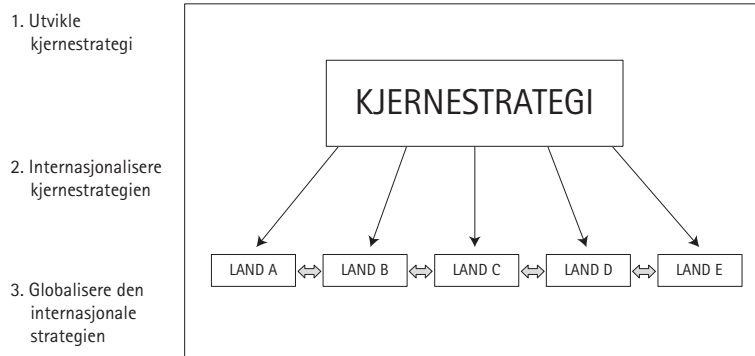 1. Utvikle
kjernestrategi
KJERNESTRATEGI
2. Internasjonalisere
kjernestrategien
LAND A
LAND B
LAND C
LAND D
LAND E
3. Globalisere den
internasjonale
strategien